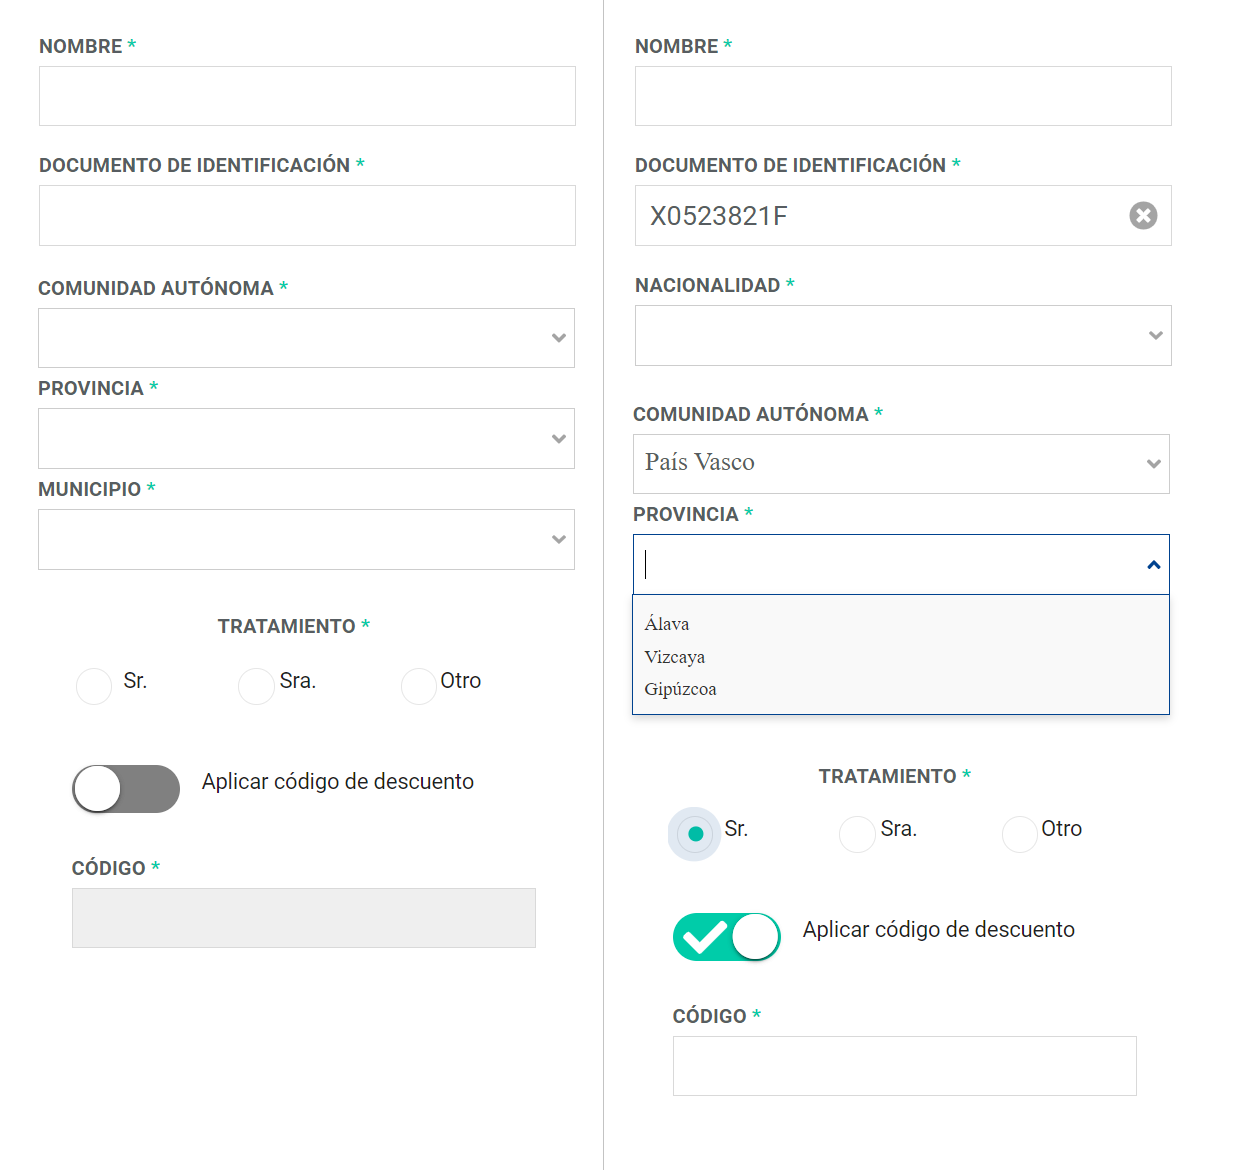 NOMBRE *
DOCUMENTO DE IDENTIFICACIÓN *
COMUNIDAD AUTÓNOMA *
PROVINCIA *
MUNICIPIO *
TRATAMIENTO *
Sr. Sra. Otro
Aplicar código de descuento
CÓDIGO *
NOMBRE *
DOCUMENTO DE IDENTIFICACIÓN *
X0523821F
NACIONALIDAD *
COMUNIDAD AUTÓNOMA *
País Vasco
PROVINCIA *
Álava
Vizcaya
Gipúzcoa
TRATAMIENTO *
Sr. Sra. Otro
Aplicar código de descuento
CÓDIGO *